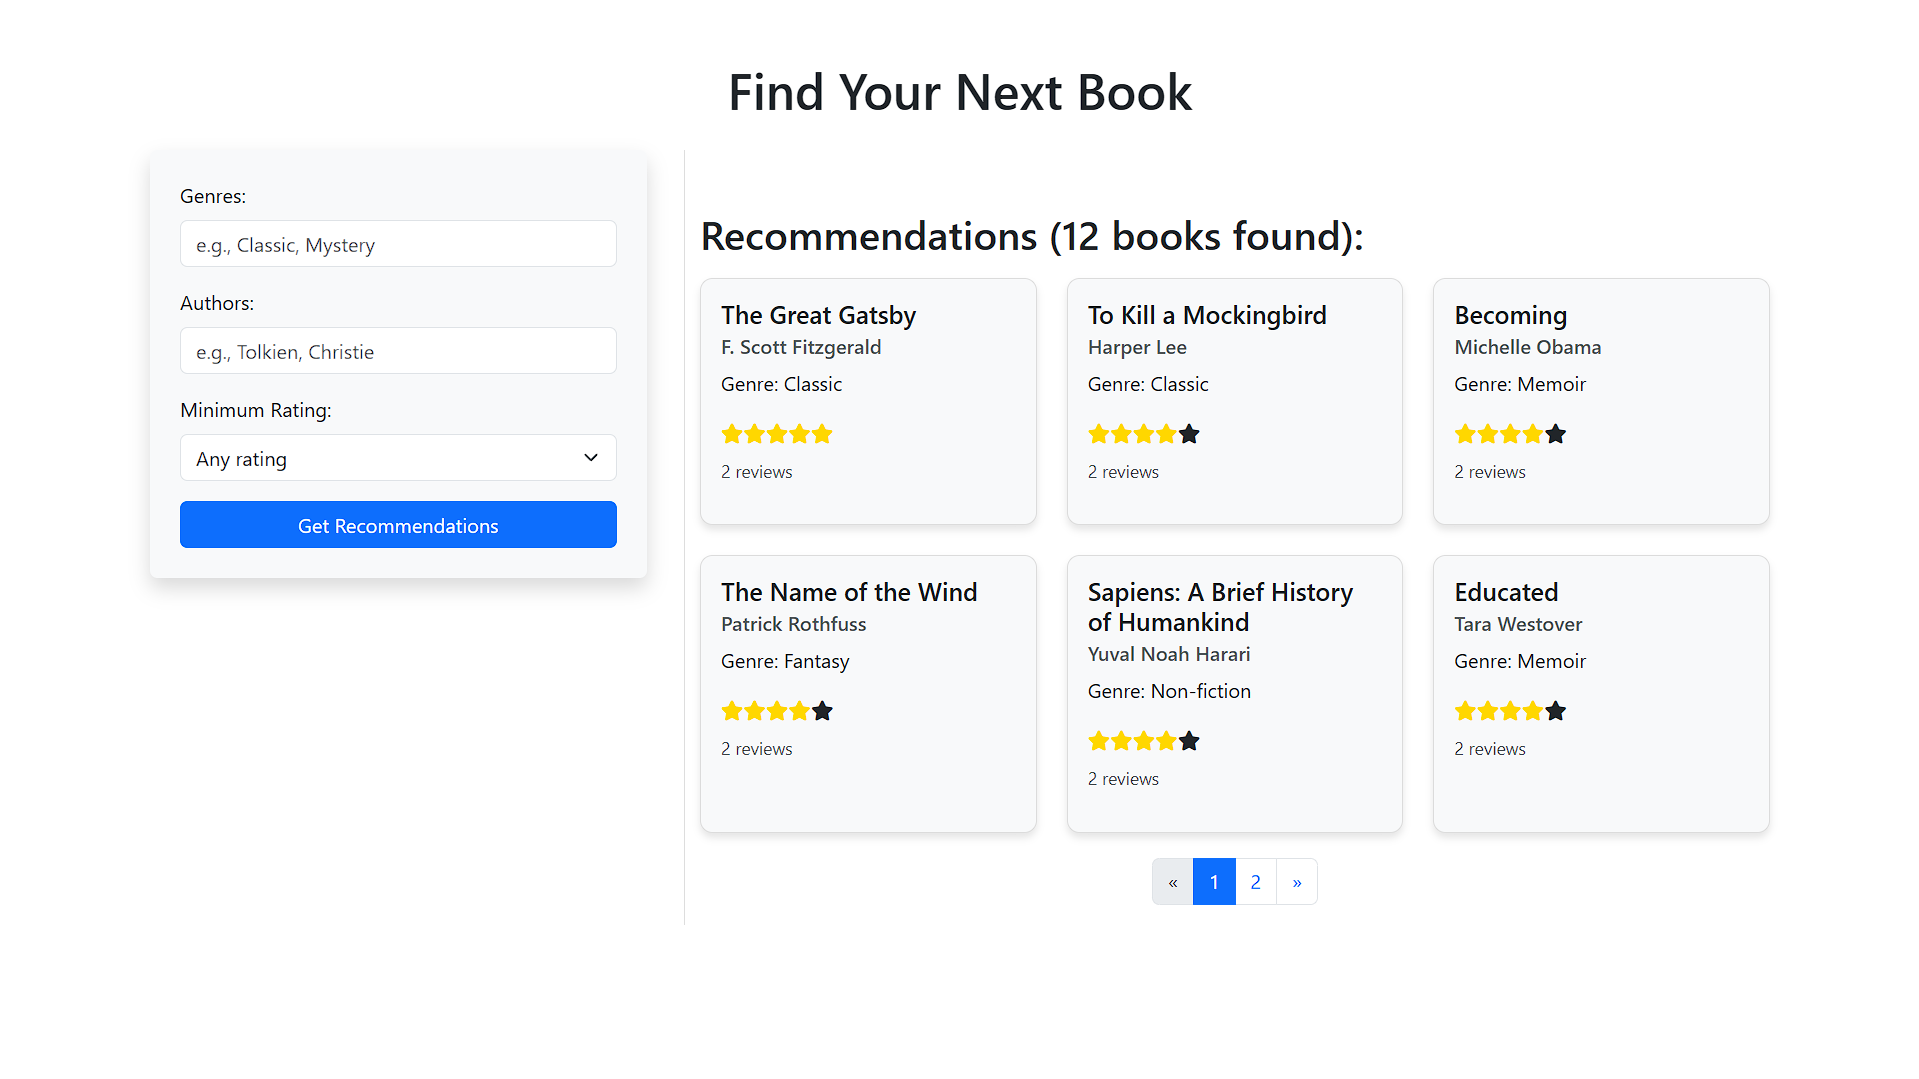 Find Your Next Book
Genres:
e.g., Classic, Mystery
Authors:
e.g., Tolkien, Christie
Minimum Rating:
Any rating
Get Recommendations
Recommendations (12 books found):
The Great Gatsby
F. Scott Fitzgerald
Genre: Classic
2 reviews
To Kill a Mockingbird
Harper Lee
Genre: Classic
2 reviews
Becoming
Michelle Obama
Genre: Memoir
2 reviews
The Name of the Wind
Patrick Rothfuss
Genre: Fantasy
2 reviews
Sapiens: A Brief History
of Humankind
Yuval Noah Harari
Genre: Non-fiction
2 reviews
Educated
Tara Westover
Genre: Memoir
2 reviews
« 1 2 »